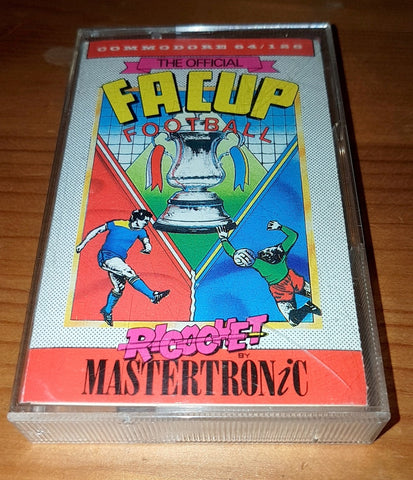 COMMODORE 64/128
THE OFFICIAL
FA CUP
FOOTBALL
RICOCHET
BY
MASTERTRONiC